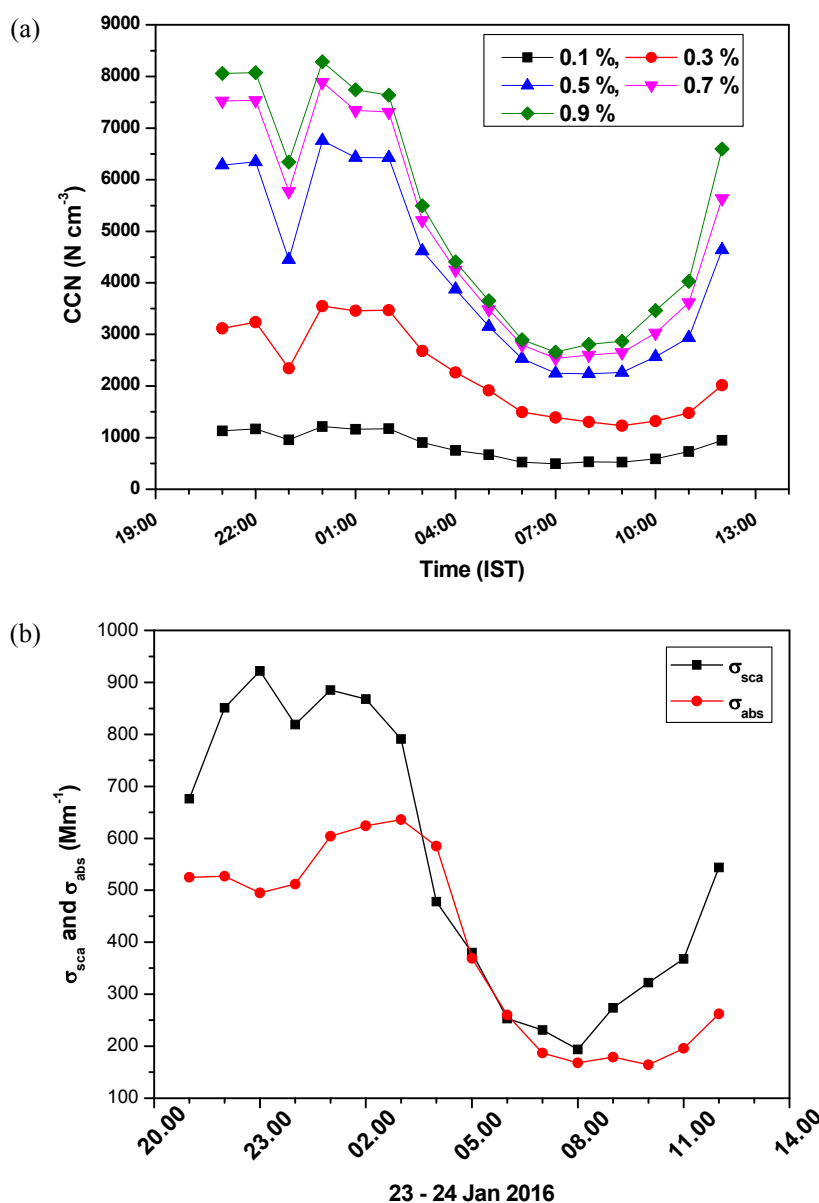 (a)
9000
8000
7000
6000
5000
4000
3000
2000
1000
0
CCN (N cm⁻³)
0.1 %, 0.3 %
0.5 %, 0.7 %
0.9 %
19:00 22:00 01:00 04:00 07:00 10:00 13:00
Time (IST)
(b)
1000
900
800
700
600
500
400
300
200
100
σsca and σabs (Mm⁻¹)
σsca
σabs
20.00 23.00 02.00 05.00 08.00 11.00 14.00
23 - 24 Jan 2016